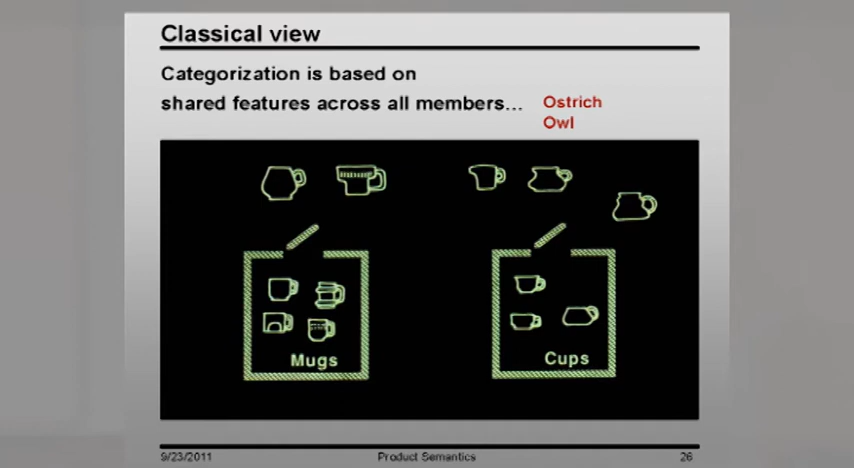 Classical view
Categorization is based on
shared features across all members...
Ostrich
Owl
Mugs
Cups
9/23/2011
Product Semantics
26